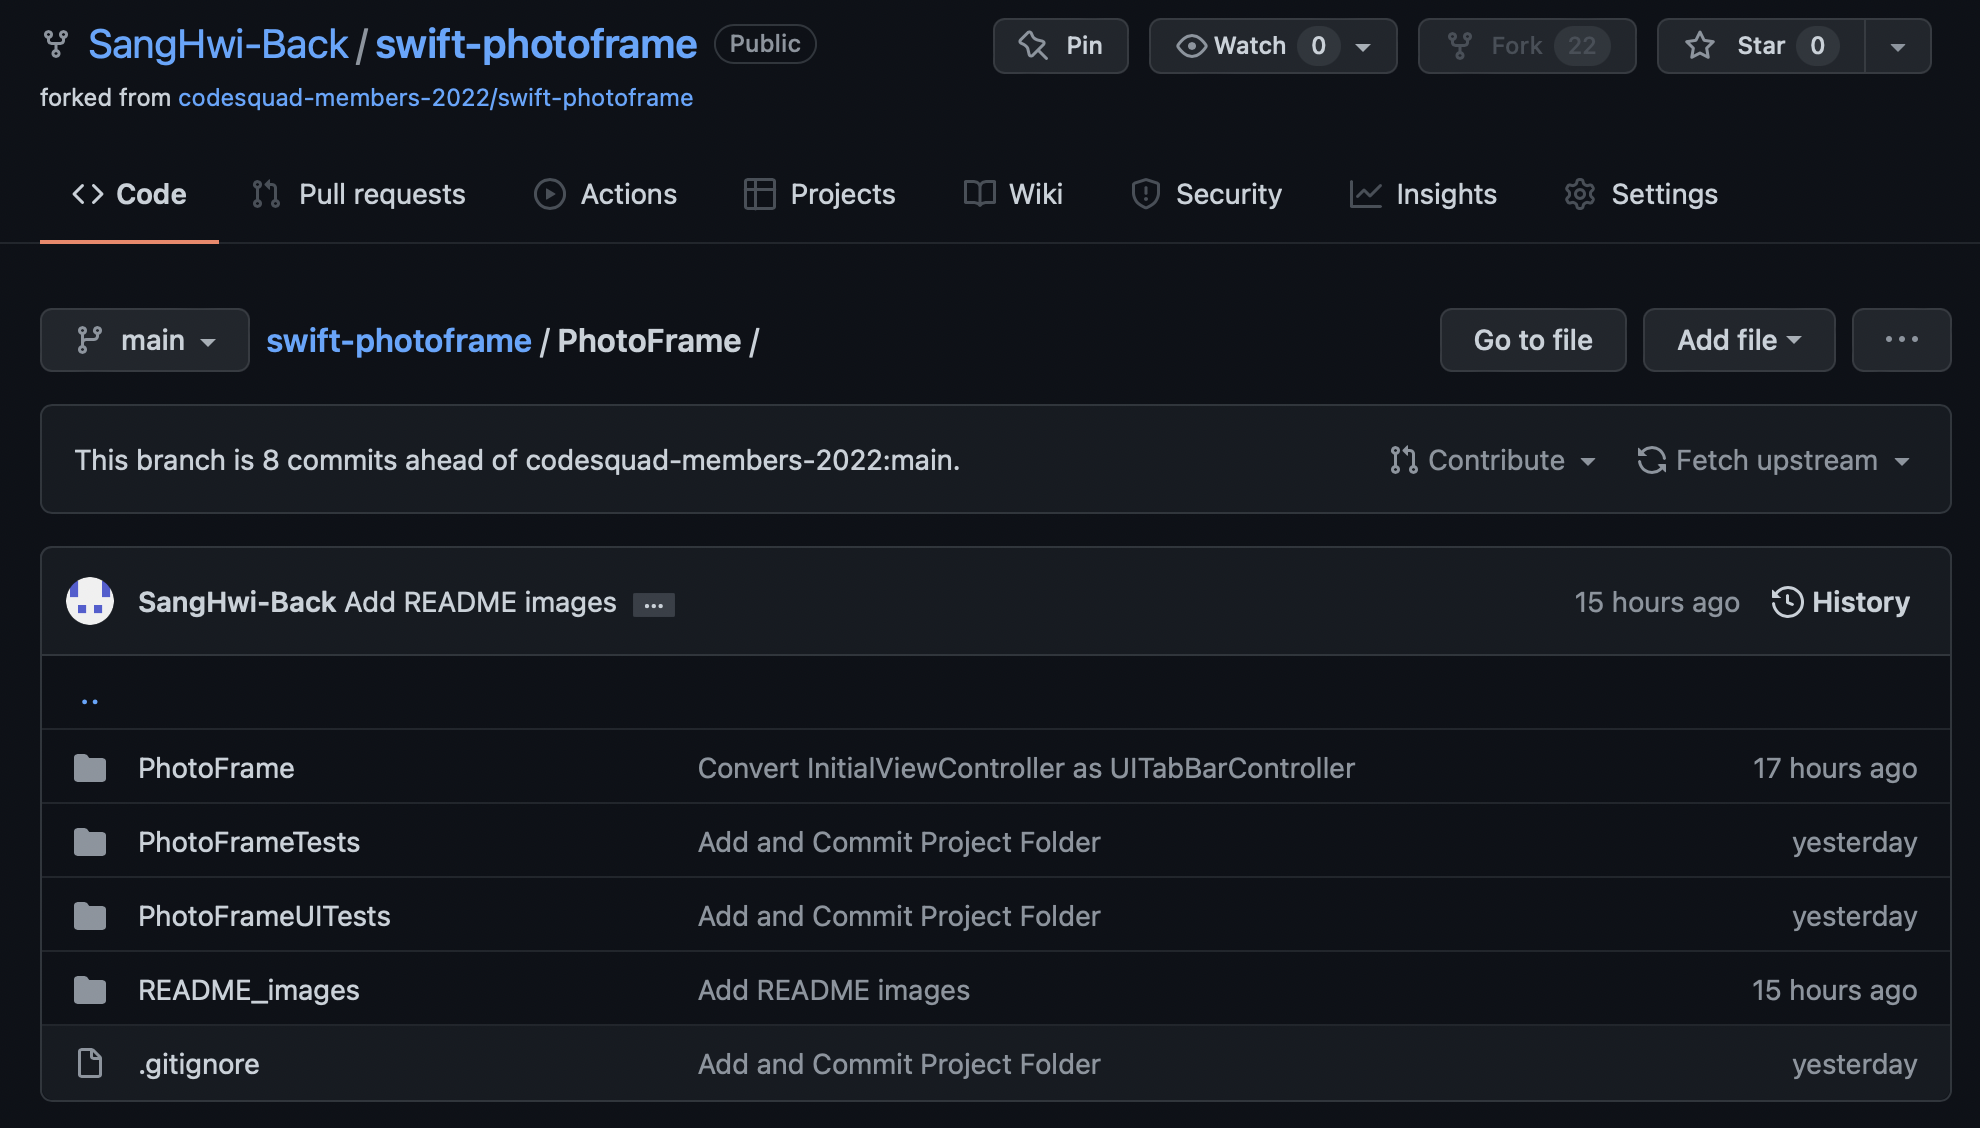 SangHwi-Back / swift-photoframe Public Pin Watch 0 Fork 22 Star 0
forked from codesquad-members-2022/swift-photoframe
Code Pull requests Actions Projects Wiki Security Insights Settings
main swift-photoframe / PhotoFrame / Go to file Add file ...
This branch is 8 commits ahead of codesquad-members-2022:main. Contribute Fetch upstream
SangHwi-Back Add README images ... 15 hours ago History
..
PhotoFrame Convert InitialViewController as UITabBarController 17 hours ago
PhotoFrameTests Add and Commit Project Folder yesterday
PhotoFrameUITests Add and Commit Project Folder yesterday
README_images Add README images 15 hours ago
.gitignore Add and Commit Project Folder yesterday